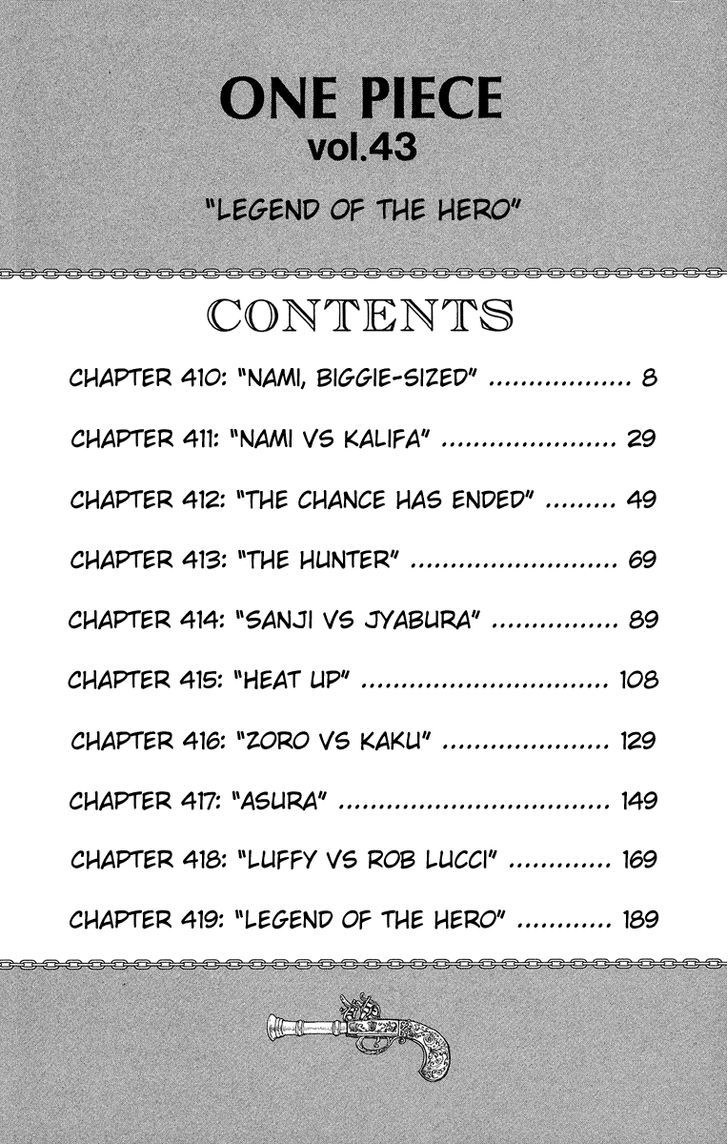 ONE PIECE
vol.43
"LEGEND OF THE HERO"
CONTENTS
CHAPTER 410: "NAMI, BIGGIE-SIZED" .................. 8
CHAPTER 411: "NAMI VS KALIFA" ...................... 29
CHAPTER 412: "THE CHANCE HAS ENDED" ......... 49
CHAPTER 413: "THE HUNTER" .......................... 69
CHAPTER 414: "SANJI VS JYABURA" ................ 89
CHAPTER 415: "HEAT UP" ............................... 108
CHAPTER 416: "ZORO VS KAKU" ..................... 129
CHAPTER 417: "ASURA" .................................. 149
CHAPTER 418: "LUFFY VS ROB LUCCI" ............. 169
CHAPTER 419: "LEGEND OF THE HERO" ............ 189